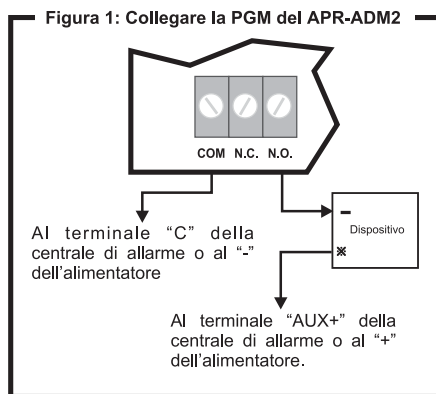 Figura 1: Collegare la PGM del APR-ADM2
COM N.C. N.O.
–
Dispositivo
※
Al terminale “C” della
centrale di allarme o al “-”
dell'alimentatore
Al terminale “AUX+” della
centrale di allarme o al “+”
dell'alimentatore.